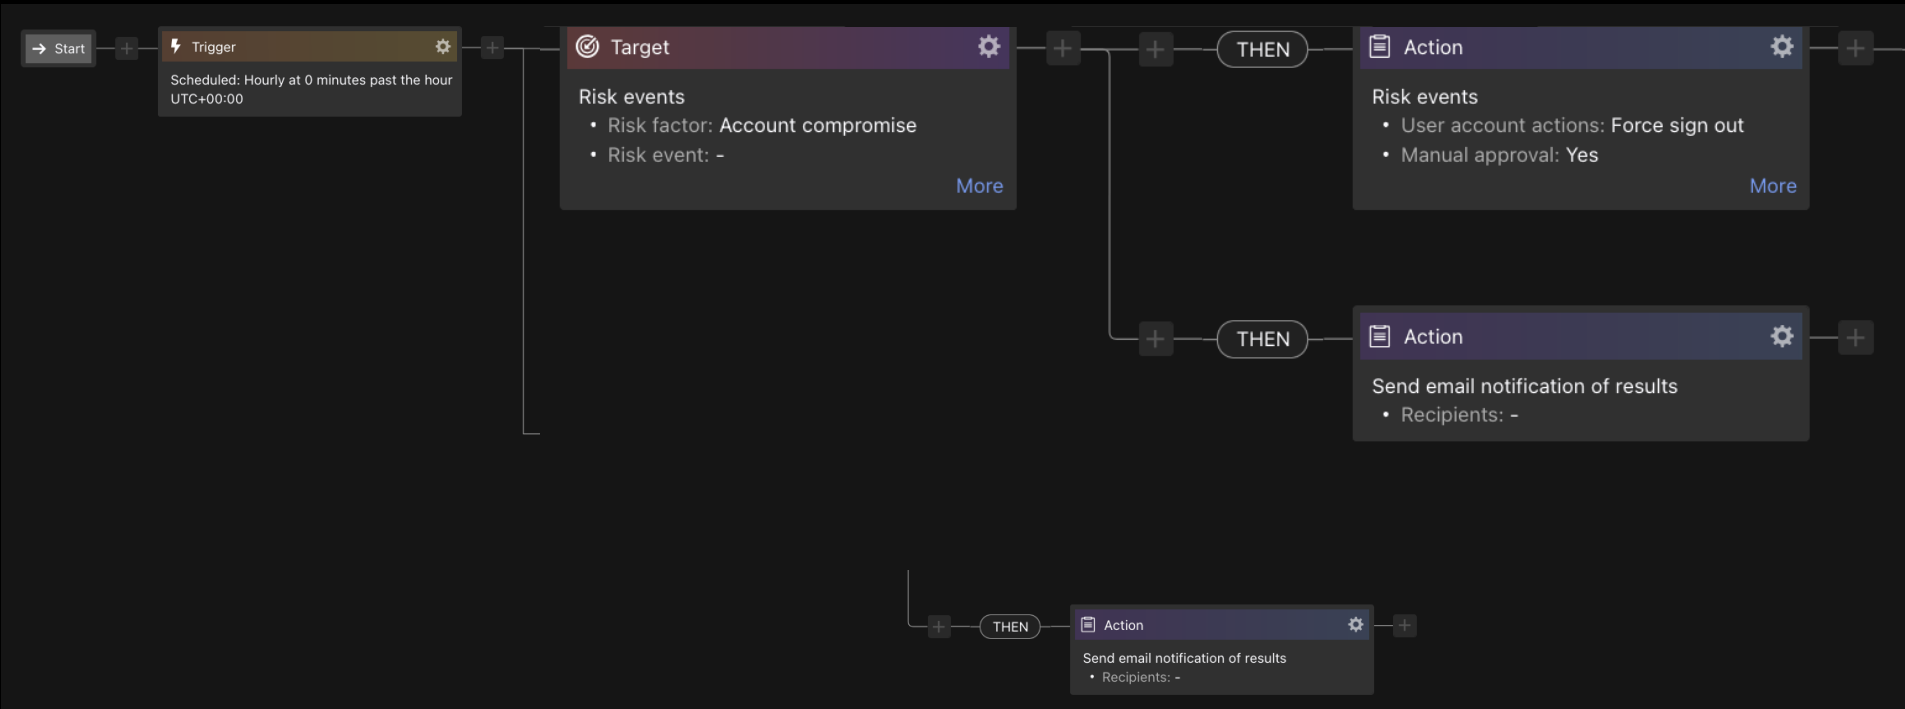 Start
Trigger
Scheduled: Hourly at 0 minutes past the hour
UTC+00:00
Target
Risk events
• Risk factor: Account compromise
• Risk event: -
More
THEN
Action
Risk events
• User account actions: Force sign out
• Manual approval: Yes
More
THEN
Action
Send email notification of results
• Recipients: -
THEN
Action
Send email notification of results
• Recipients: -